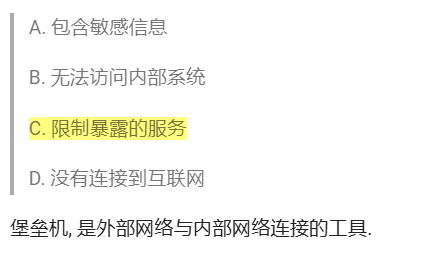 A. 包含敏感信息
B. 无法访问内部系统
C. 限制暴露的服务
D. 没有连接到互联网
堡垒机, 是外部网络与内部网络连接的工具.